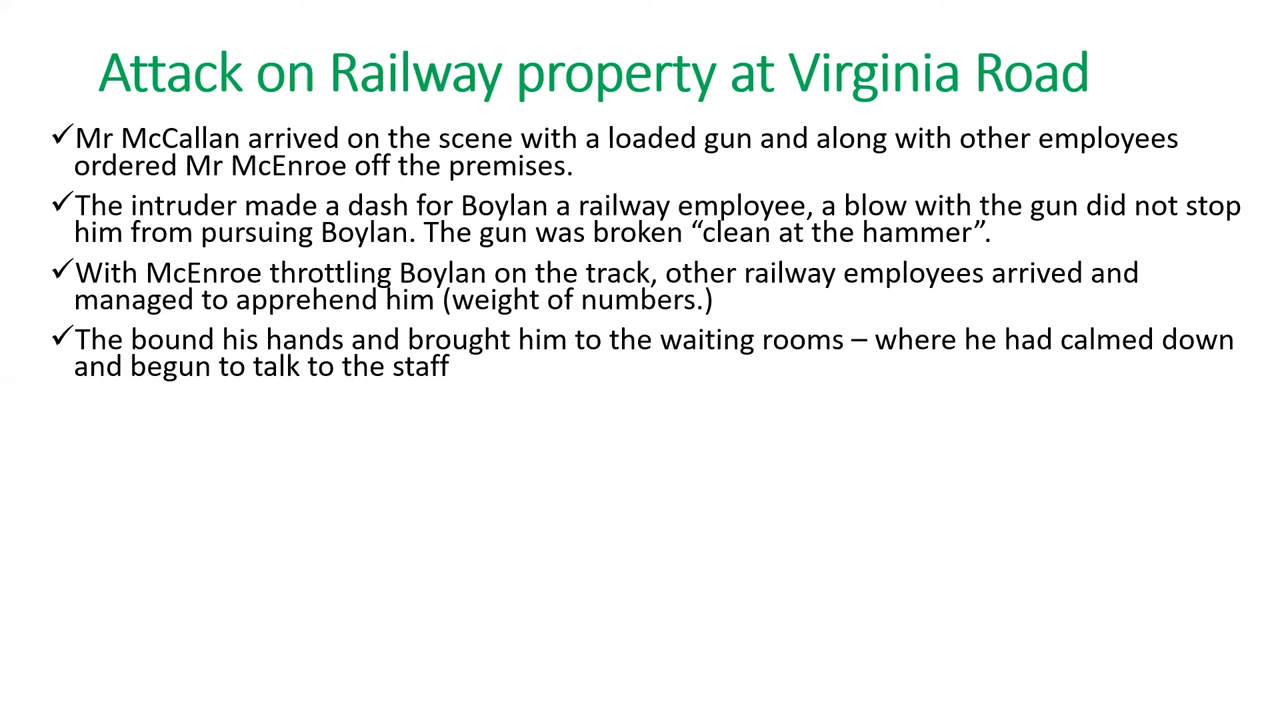 Attack on Railway property at Virginia Road
✓Mr McCallan arrived on the scene with a loaded gun and along with other employees
ordered Mr McEnroe off the premises.
✓The intruder made a dash for Boylan a railway employee, a blow with the gun did not stop
him from pursuing Boylan. The gun was broken “clean at the hammer”.
✓With McEnroe throttling Boylan on the track, other railway employees arrived and
managed to apprehend him (weight of numbers.)
✓The bound his hands and brought him to the waiting rooms – where he had calmed down
and begun to talk to the staff